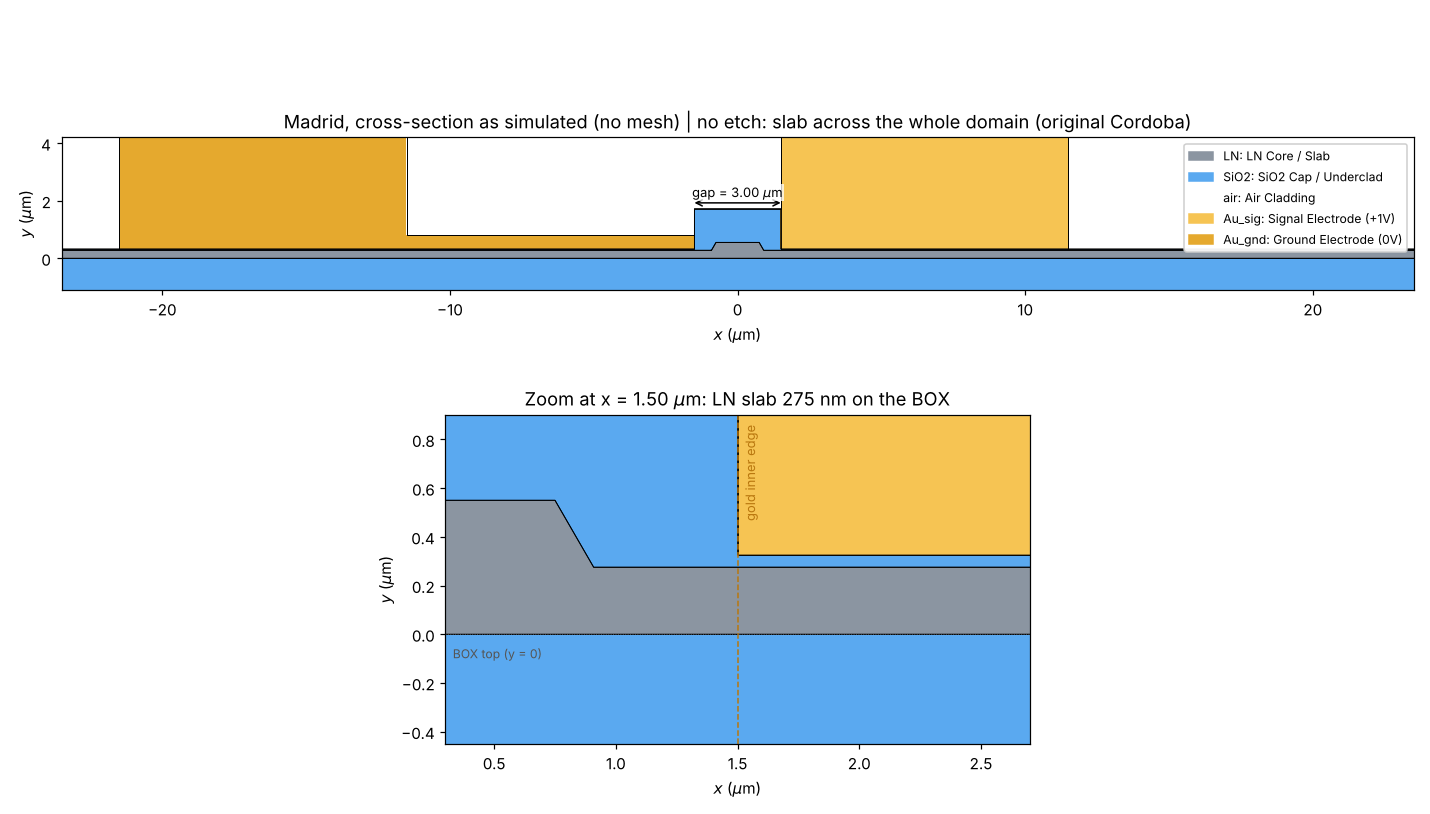 Madrid, cross-section as simulated (no mesh) | no etch: slab across the whole domain (original Cordoba)
4
2
0
y (μm)
gap = 3.00 μm
LN: LN Core / Slab
SiO2: SiO2 Cap / Underclad
air: Air Cladding
Au_sig: Signal Electrode (+1V)
Au_gnd: Ground Electrode (0V)
−20
−10
0
10
20
x (μm)
Zoom at x = 1.50 μm: LN slab 275 nm on the BOX
0.8
0.6
0.4
0.2
0.0
−0.2
−0.4
y (μm)
gold inner edge
BOX top (y = 0)
0.5
1.0
1.5
2.0
2.5
x (μm)